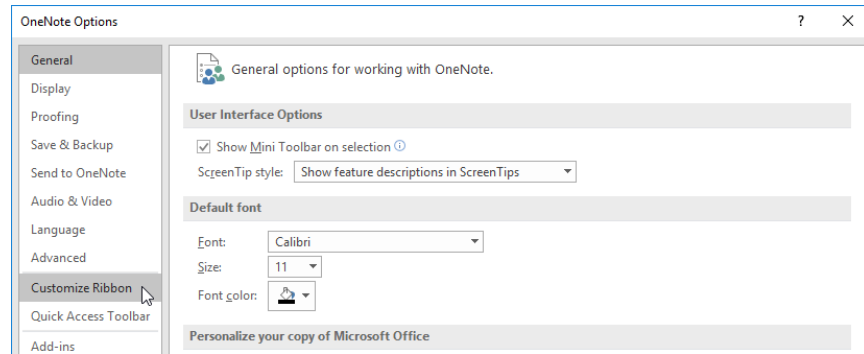 OneNote Options ?
General
Display
Proofing
Save & Backup
Send to OneNote
Audio & Video
Language
Advanced
Customize Ribbon
Quick Access Toolbar
Add-ins
General options for working with OneNote.
User Interface Options
Show Mini Toolbar on selection
ScreenTip style: Show feature descriptions in ScreenTips
Default font
Font: Calibri
Size: 11
Font color:
Personalize your copy of Microsoft Office